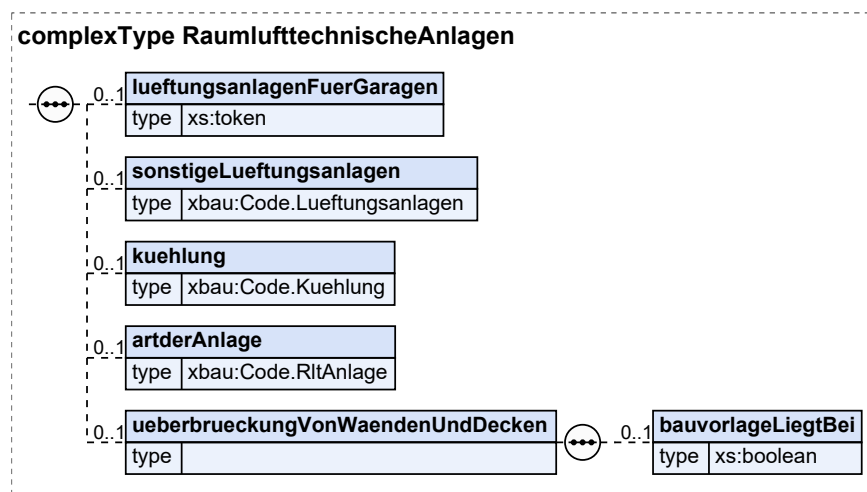 complexType RaumlufttechnischeAnlagen
0..1 lueftungsanlagenFuerGaragen
type xs:token
0..1 sonstigeLueftungsanlagen
type xbau:Code.Lueftungsanlagen
0..1 kuehlung
type xbau:Code.Kuehlung
0..1 artderAnlage
type xbau:Code.RltAnlage
0..1 ueberbrueckungVonWaendenUndDecken 0..1 bauvorlageLiegtBei
type type xs:boolean